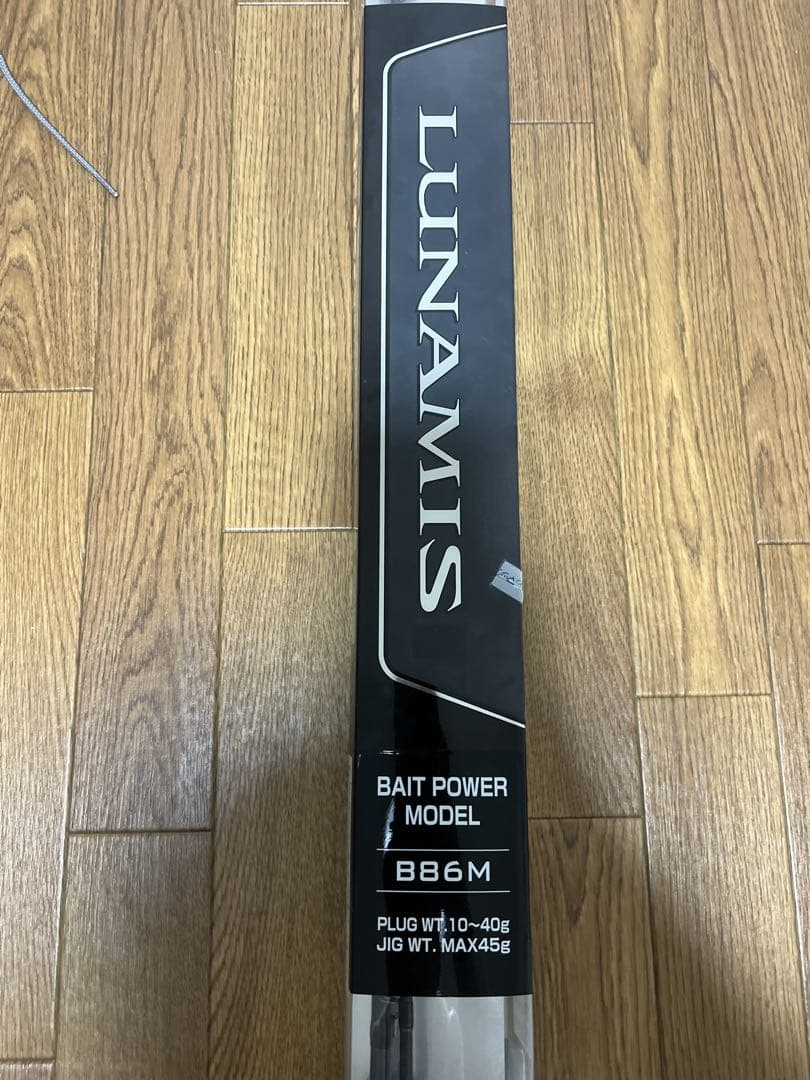 LUNAMIS
BAIT POWER
MODEL
B86M
PLUG WT.10~40g
JIG WT. MAX45g